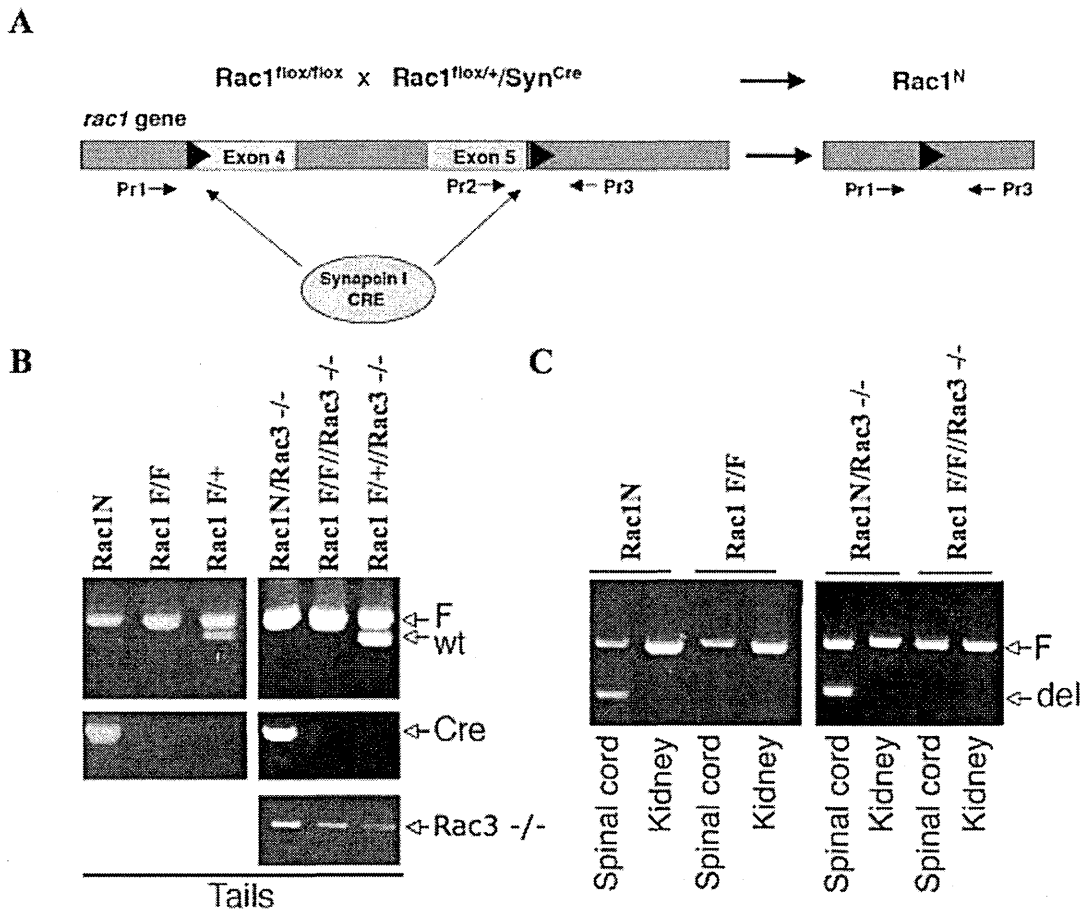 A
Rac1flox/flox x Rac1flox/+/SynCre
Rac1N
rac1 gene
Exon 4
Exon 5
Pr1
Pr2
Pr3
Pr1
Pr3
Synapsin I
CRE
B
Rac1N
Rac1 F/F
Rac1 F/+
Rac1N/Rac3 -/-
Rac1 F/F//Rac3 -/-
Rac1 F/+//Rac3 -/-
F
wt
Cre
Rac3 -/-
Tails
C
Rac1N
Rac1 F/F
Rac1N/Rac3 -/-
Rac1 F/F//Rac3 -/-
F
del
Spinal cord
Kidney
Spinal cord
Kidney
Spinal cord
Kidney
Spinal cord
Kidney